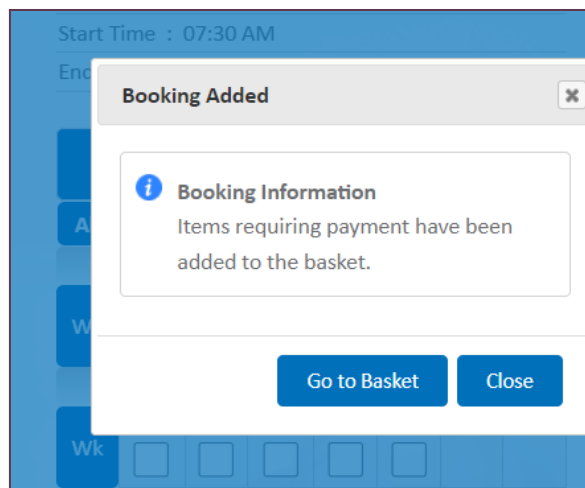 Start Time : 07:30 AM
Booking Added
Booking Information
Items requiring payment have been
added to the basket.
Go to Basket
Close
Wk